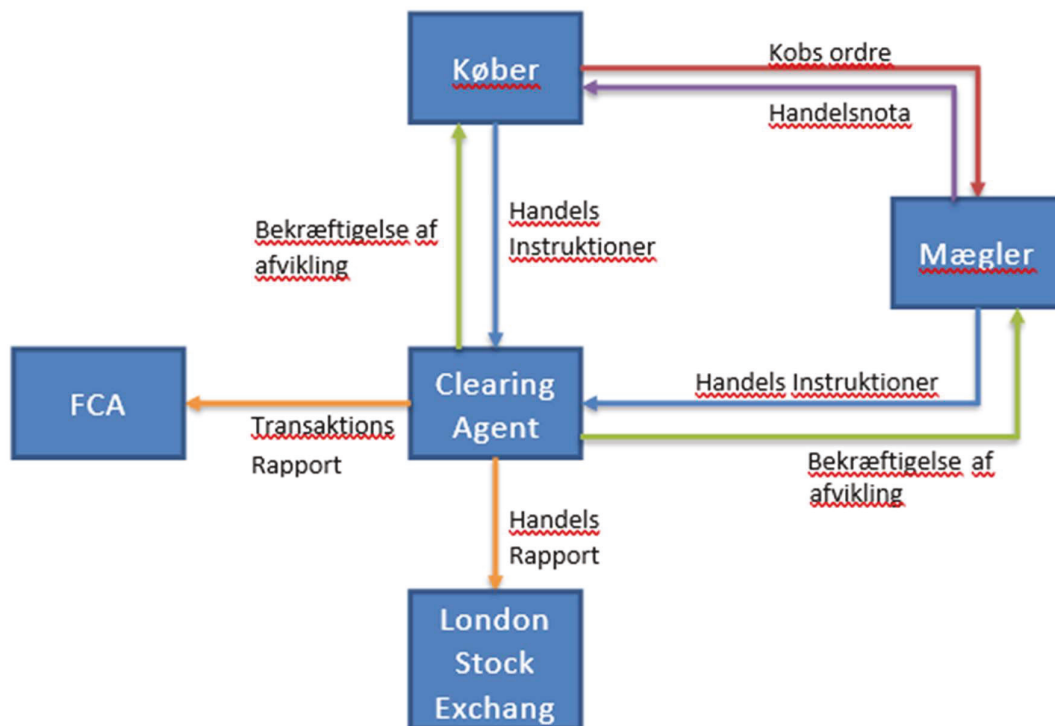 Køber
Kobs ordre
Handelsnota
Bekræftigelse af
afvikling
Handels
Instruktioner
Mægler
FCA
Transaktions
Rapport
Clearing
Agent
Handels Instruktioner
Bekræftigelse af
afvikling
Handels
Rapport
London
Stock
Exchang